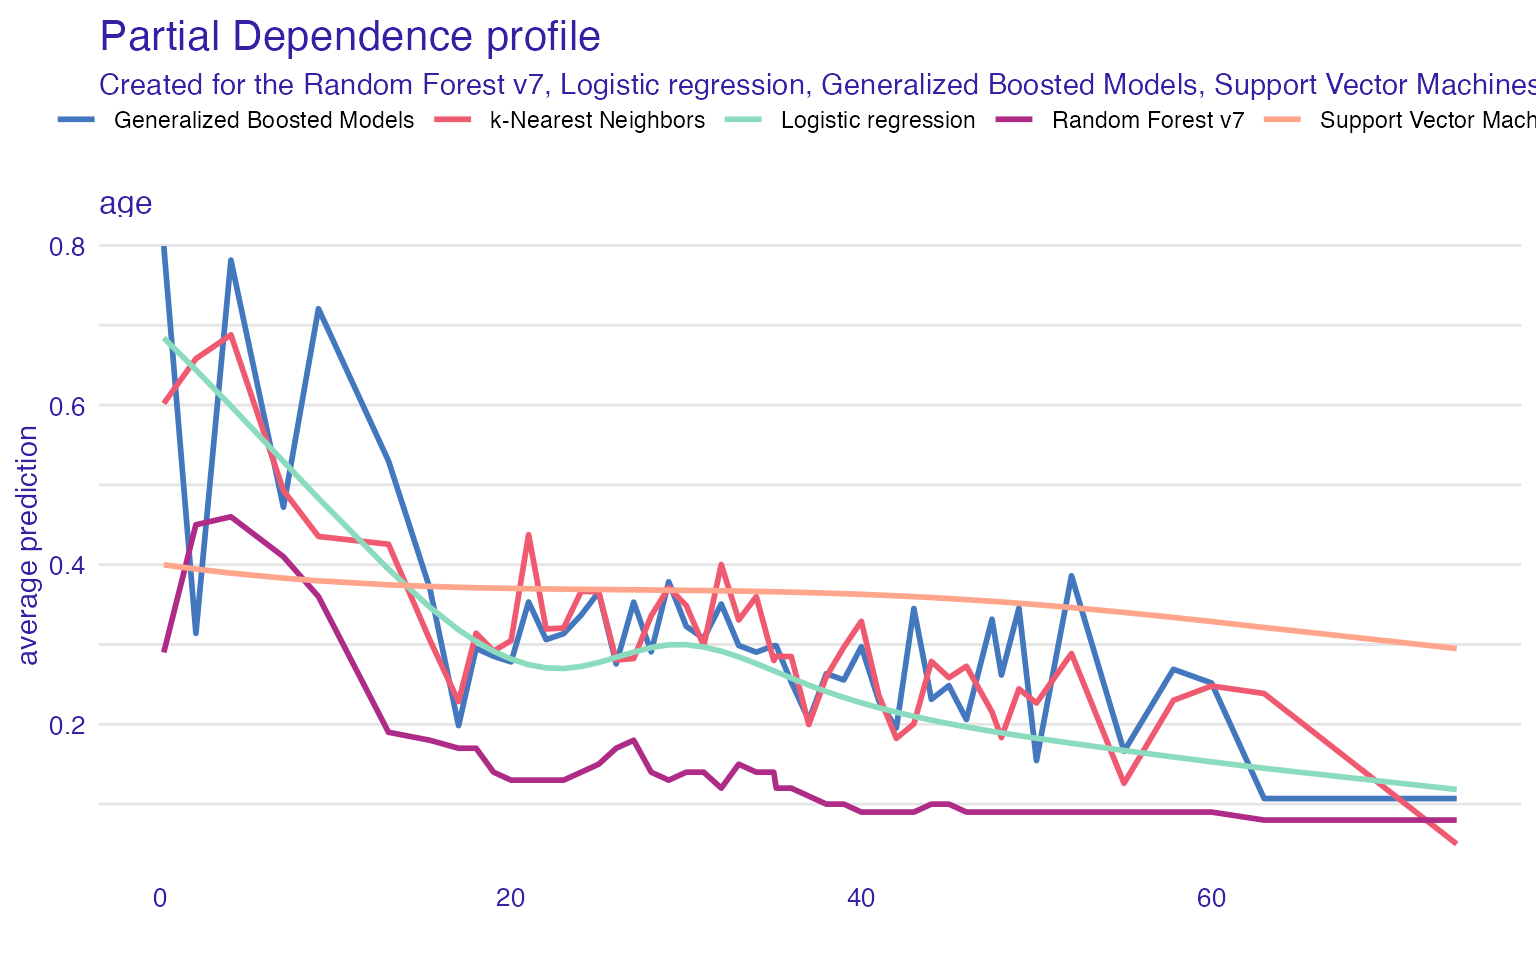 Partial Dependence profile
Created for the Random Forest v7, Logistic regression, Generalized Boosted Models, Support Vector Machines
Generalized Boosted Models k-Nearest Neighbors Logistic regression Random Forest v7 Support Vector Mach
age
average prediction
0.8
0.6
0.4
0.2
0 20 40 60